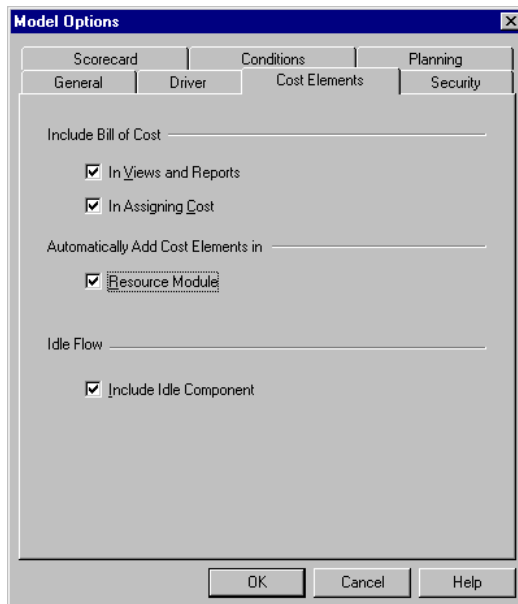 Model Options
Scorecard Conditions Planning
General Driver Cost Elements Security
Include Bill of Cost
In Views and Reports
In Assigning Cost
Automatically Add Cost Elements in
Resource Module
Idle Flow
Include Idle Component
OK Cancel Help